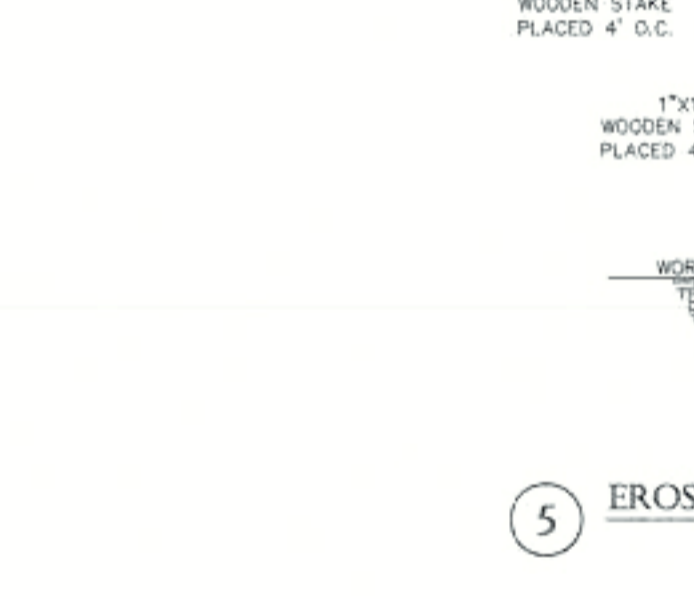 WOODEN STAKE
PLACED 4' O.C.
1"X1
WOODEN
PLACED 4
WOR
5
EROS